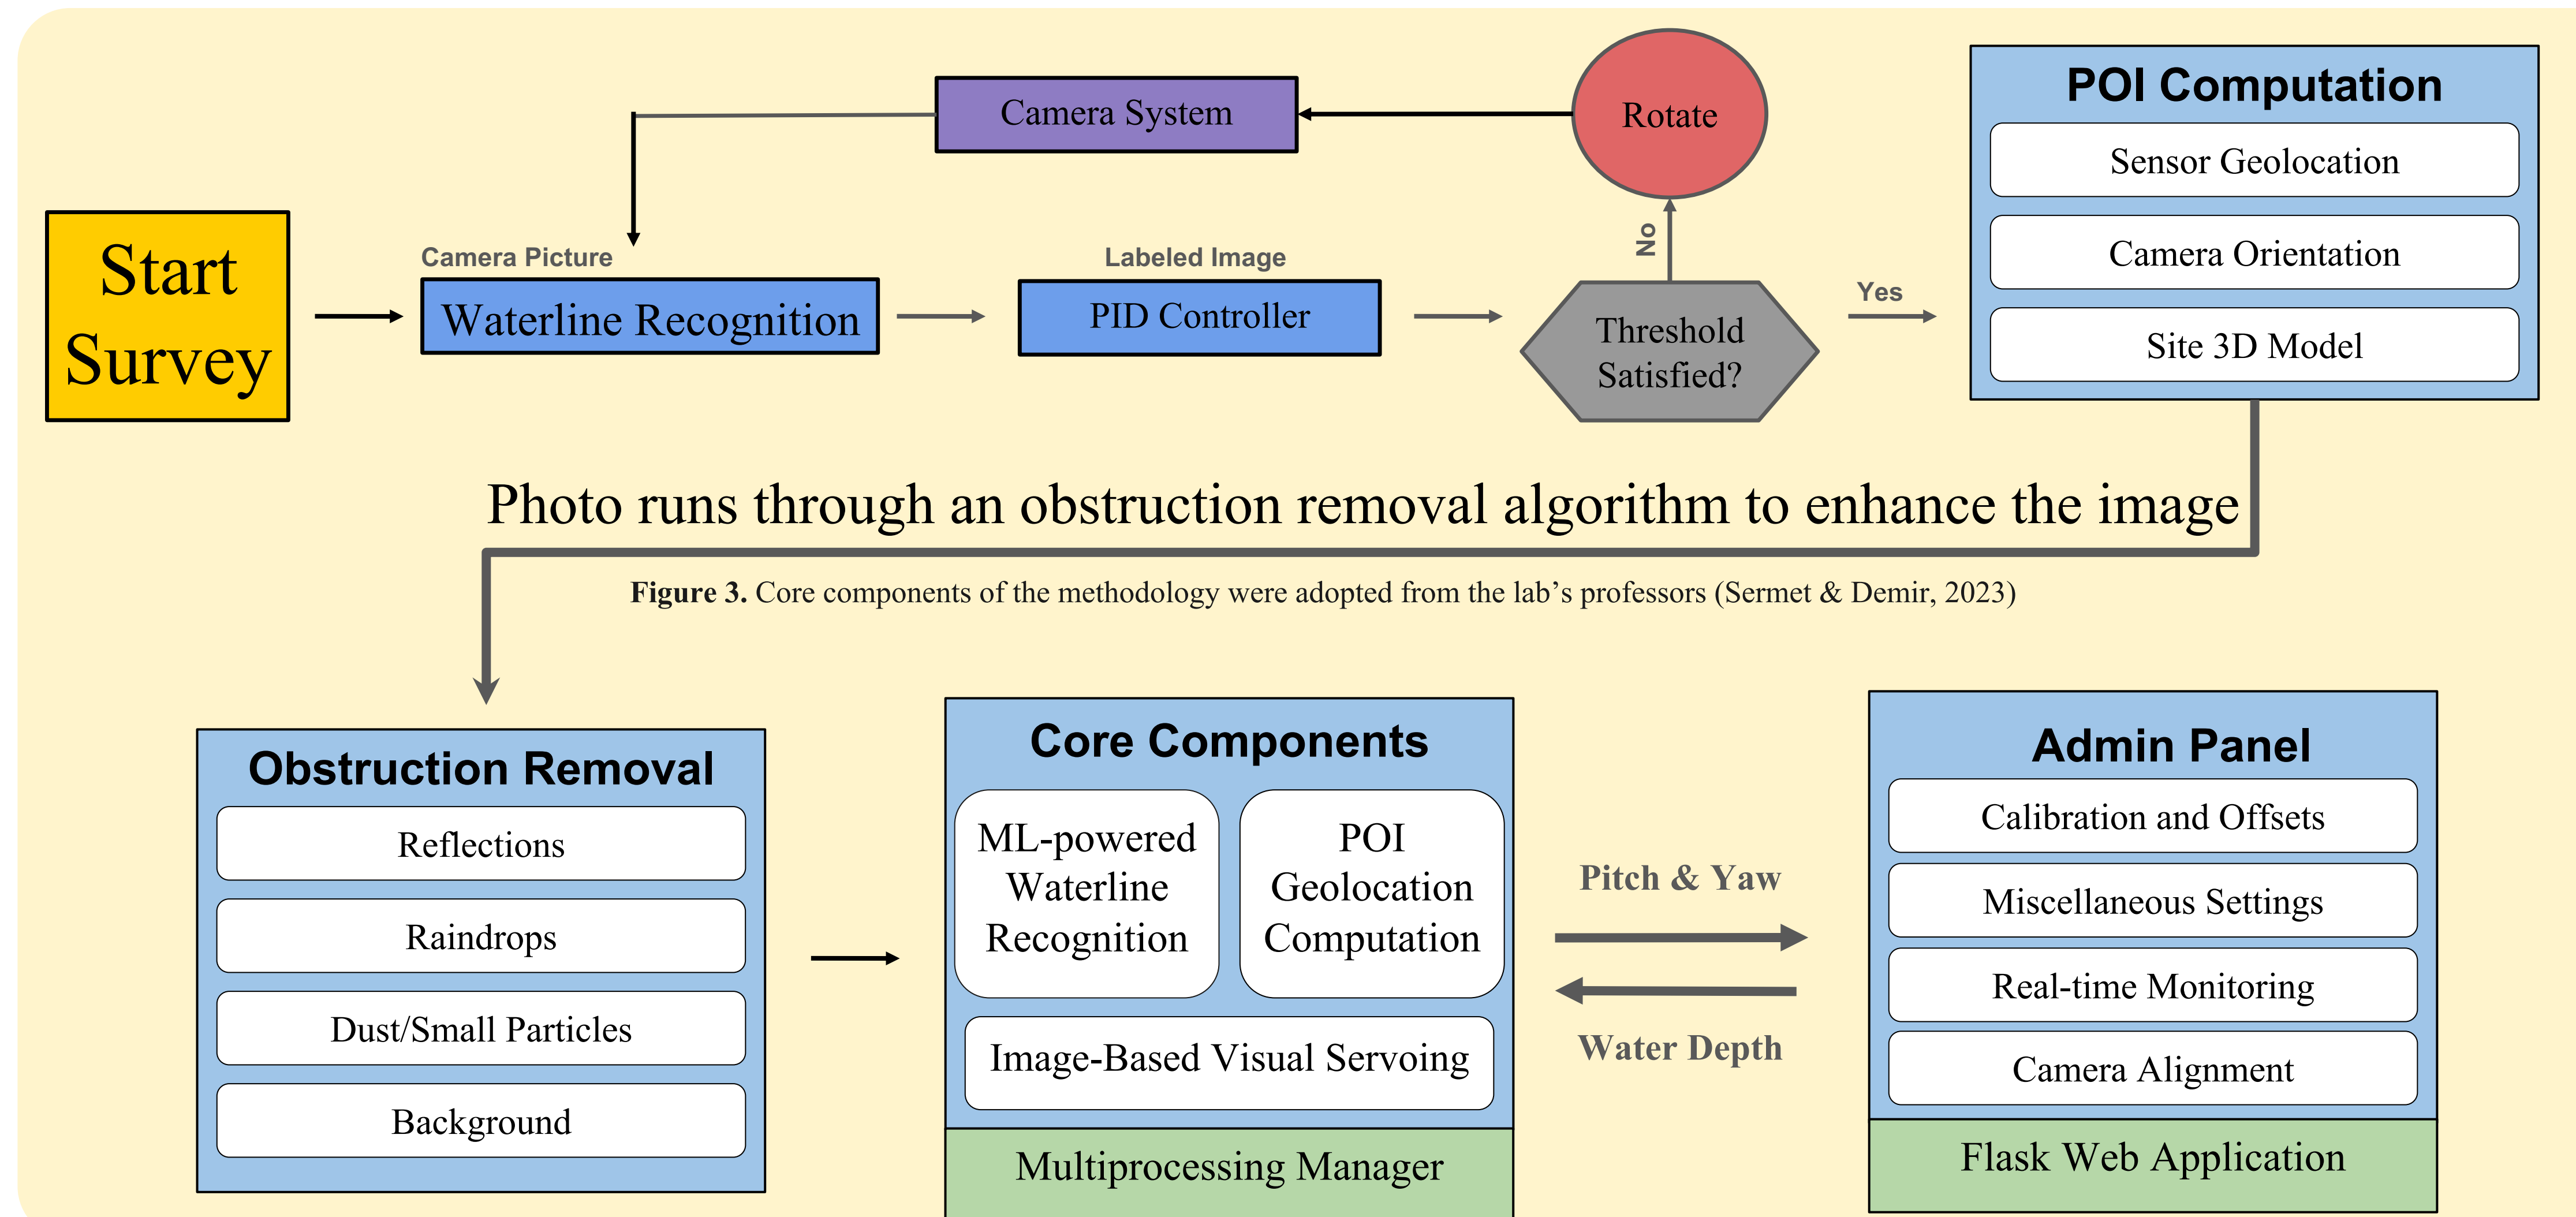 Camera System
Rotate
POI Computation
Sensor Geolocation
Camera Orientation
Site 3D Model
Start
Survey
Camera Picture
Waterline Recognition
Labeled Image
PID Controller
No
Threshold
Satisfied?
Yes
Photo runs through an obstruction removal algorithm to enhance the image
Figure 3. Core components of the methodology were adopted from the lab’s professors (Sermet & Demir, 2023)
Obstruction Removal
Reflections
Raindrops
Dust/Small Particles
Background
Core Components
ML-powered
Waterline
Recognition
POI
Geolocation
Computation
Image-Based Visual Servoing
Multiprocessing Manager
Pitch & Yaw
Water Depth
Admin Panel
Calibration and Offsets
Miscellaneous Settings
Real-time Monitoring
Camera Alignment
Flask Web Application